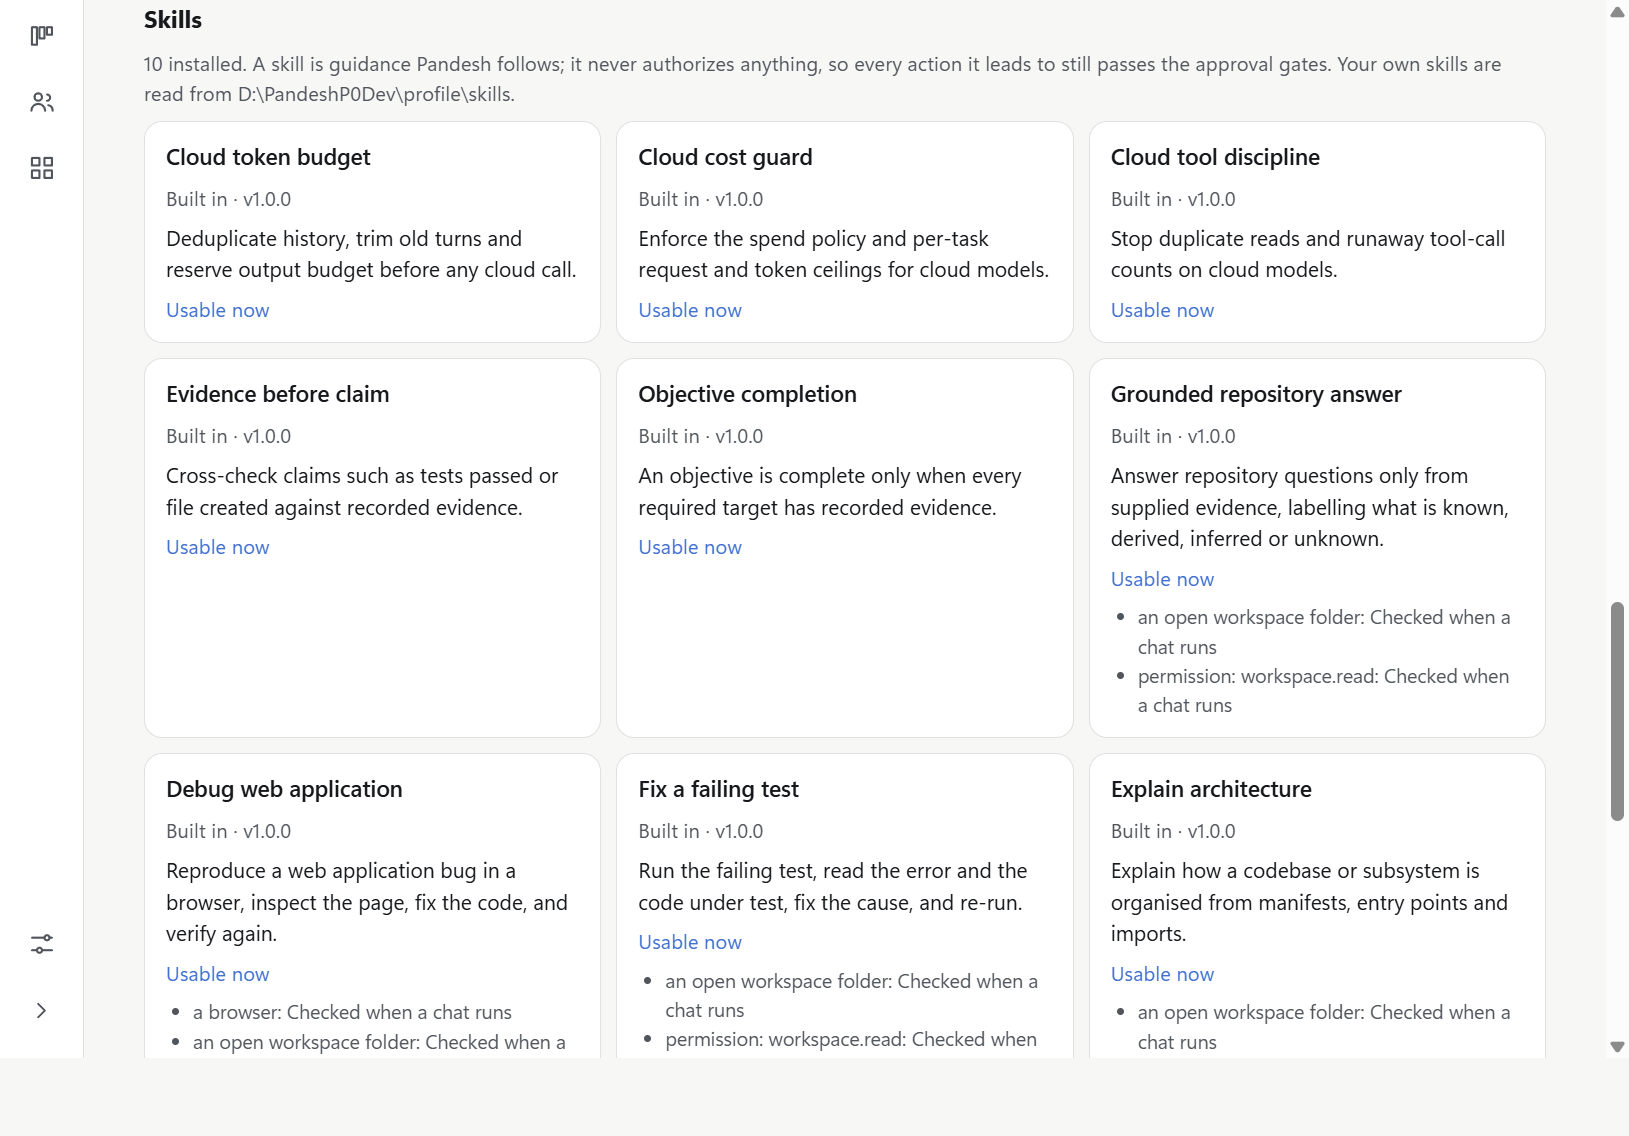 Skills
10 installed. A skill is guidance Pandesh follows; it never authorizes anything, so every action it leads to still passes the approval gates. Your own skills are
read from D:\PandeshP0Dev\profile\skills.
Cloud token budget
Built in · v1.0.0
Deduplicate history, trim old turns and
reserve output budget before any cloud call.
Usable now
Cloud cost guard
Built in · v1.0.0
Enforce the spend policy and per-task
request and token ceilings for cloud models.
Usable now
Cloud tool discipline
Built in · v1.0.0
Stop duplicate reads and runaway tool-call
counts on cloud models.
Usable now
Evidence before claim
Built in · v1.0.0
Cross-check claims such as tests passed or
file created against recorded evidence.
Usable now
Objective completion
Built in · v1.0.0
An objective is complete only when every
required target has recorded evidence.
Usable now
Grounded repository answer
Built in · v1.0.0
Answer repository questions only from
supplied evidence, labelling what is known,
derived, inferred or unknown.
Usable now
• an open workspace folder: Checked when a
chat runs
• permission: workspace.read: Checked when
a chat runs
Debug web application
Built in · v1.0.0
Reproduce a web application bug in a
browser, inspect the page, fix the code, and
verify again.
Usable now
• a browser: Checked when a chat runs
• an open workspace folder: Checked when a
Fix a failing test
Built in · v1.0.0
Run the failing test, read the error and the
code under test, fix the cause, and re-run.
Usable now
• an open workspace folder: Checked when a
chat runs
• permission: workspace.read: Checked when
Explain architecture
Built in · v1.0.0
Explain how a codebase or subsystem is
organised from manifests, entry points and
imports.
Usable now
• an open workspace folder: Checked when a
chat runs